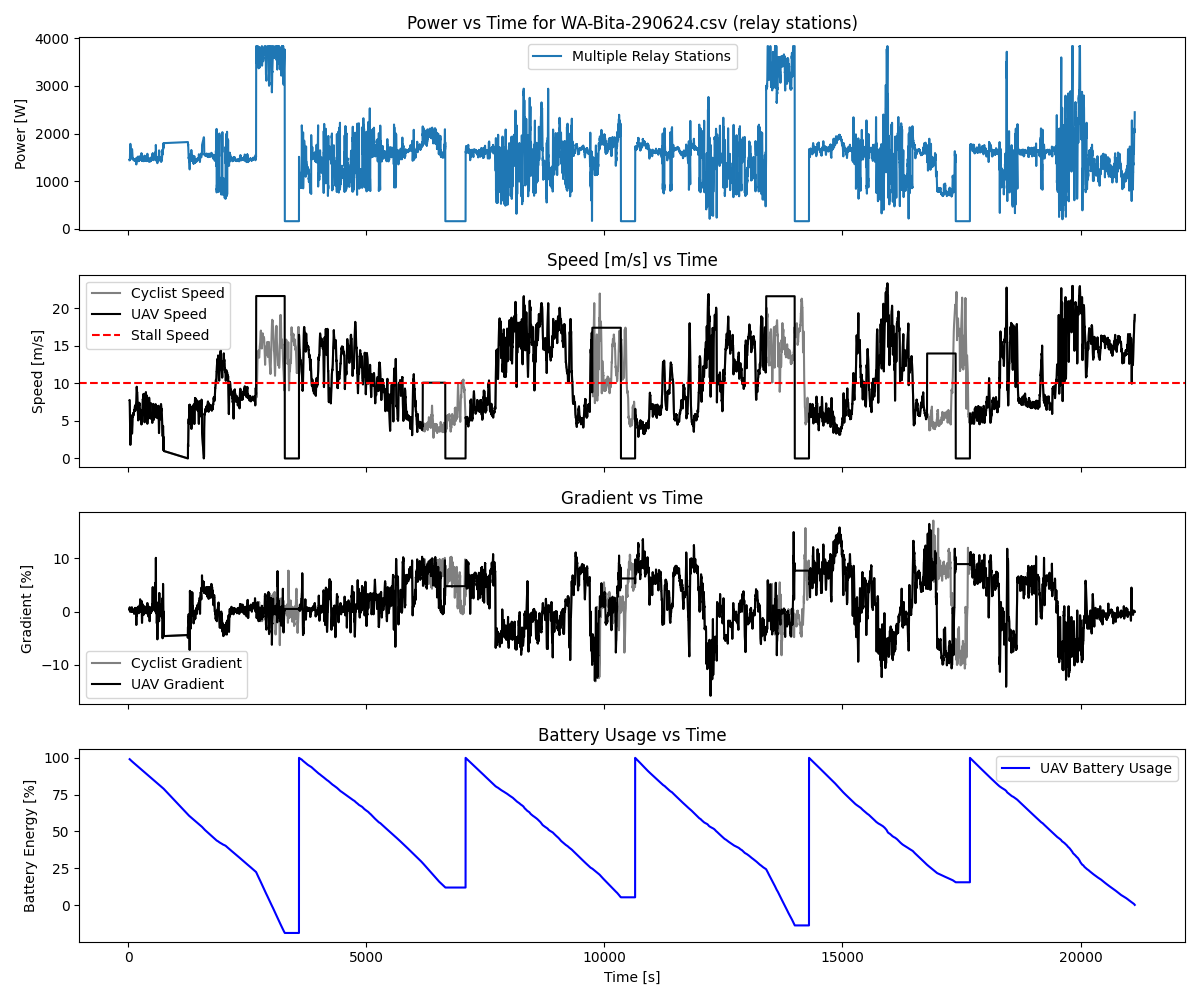 Power vs Time for WA-Bita-290624.csv (relay stations)
4000
3000
2000
1000
0
Power [W]
Multiple Relay Stations
Speed [m/s] vs Time
20
15
10
5
0
Speed [m/s]
Cyclist Speed
UAV Speed
Stall Speed
Gradient vs Time
10
0
−10
Gradient [%]
Cyclist Gradient
UAV Gradient
Battery Usage vs Time
100
75
50
25
0
Battery Energy [%]
UAV Battery Usage
0 5000 10000 15000 20000
Time [s]